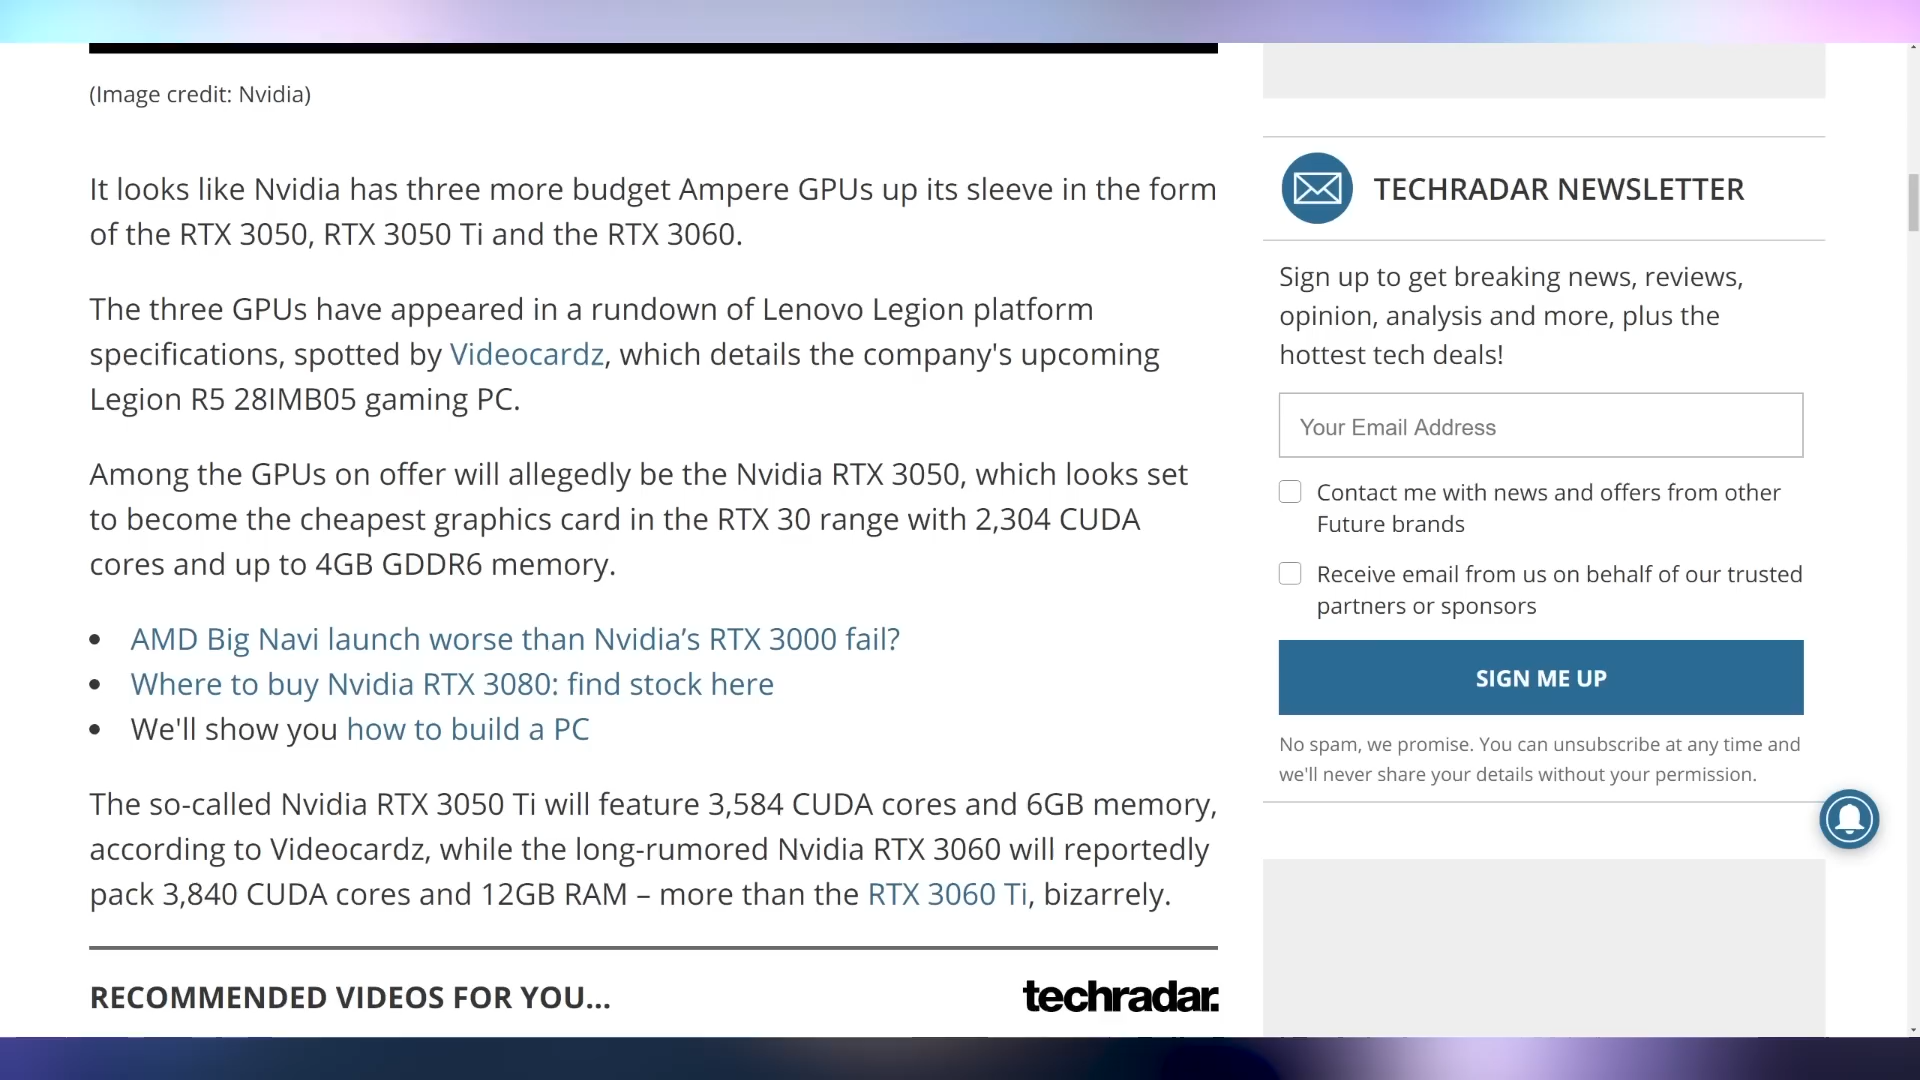 (Image credit: Nvidia)
It looks like Nvidia has three more budget Ampere GPUs up its sleeve in the form
of the RTX 3050, RTX 3050 Ti and the RTX 3060.
The three GPUs have appeared in a rundown of Lenovo Legion platform
specifications, spotted by Videocardz, which details the company's upcoming
Legion R5 28IMB05 gaming PC.
Among the GPUs on offer will allegedly be the Nvidia RTX 3050, which looks set
to become the cheapest graphics card in the RTX 30 range with 2,304 CUDA
cores and up to 4GB GDDR6 memory.
• AMD Big Navi launch worse than Nvidia’s RTX 3000 fail?
• Where to buy Nvidia RTX 3080: find stock here
• We'll show you how to build a PC
The so-called Nvidia RTX 3050 Ti will feature 3,584 CUDA cores and 6GB memory,
according to Videocardz, while the long-rumored Nvidia RTX 3060 will reportedly
pack 3,840 CUDA cores and 12GB RAM – more than the RTX 3060 Ti, bizarrely.
RECOMMENDED VIDEOS FOR YOU...
techradar.
TECHRADAR NEWSLETTER
Sign up to get breaking news, reviews,
opinion, analysis and more, plus the
hottest tech deals!
Your Email Address
Contact me with news and offers from other
Future brands
Receive email from us on behalf of our trusted
partners or sponsors
SIGN ME UP
No spam, we promise. You can unsubscribe at any time and
we'll never share your details without your permission.